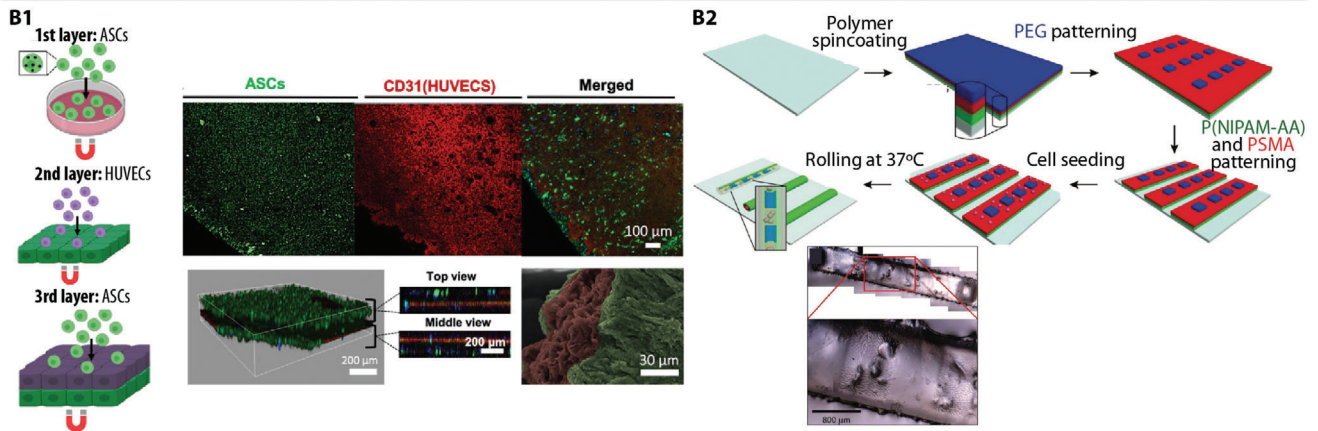 B1
1st layer: ASCs
2nd layer: HUVECs
3rd layer: ASCs
ASCs
CD31(HUVECS)
Merged
100 μm
Top view
Middle view
200 μm
200 μm
30 μm
B2
Polymer
spincoating
PEG patterning
P(NIPAM-AA)
and PSMA
patterning
Cell seeding
Rolling at 37ºC
800 μm